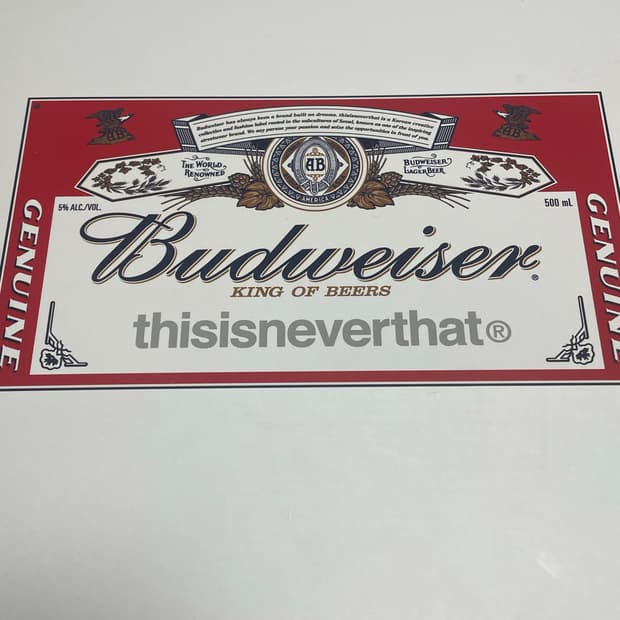 Budweiser has always been a brand built on dreams. thisisneverthat is a Korean creative
collective and fashion label rooted in the subcultures of Seoul, known as one of the inspiring
streetwear brand. We say pursue your passion and seize the opportunities in front of you
THE WORLD
RENOWNED
AB
AMERICA
BUDWEISER
LAGER BEER
5% ALC./VOL.
500 mL
GENUINE
Budweiser®
KING OF BEERS
thisisneverthat®
GENUINE